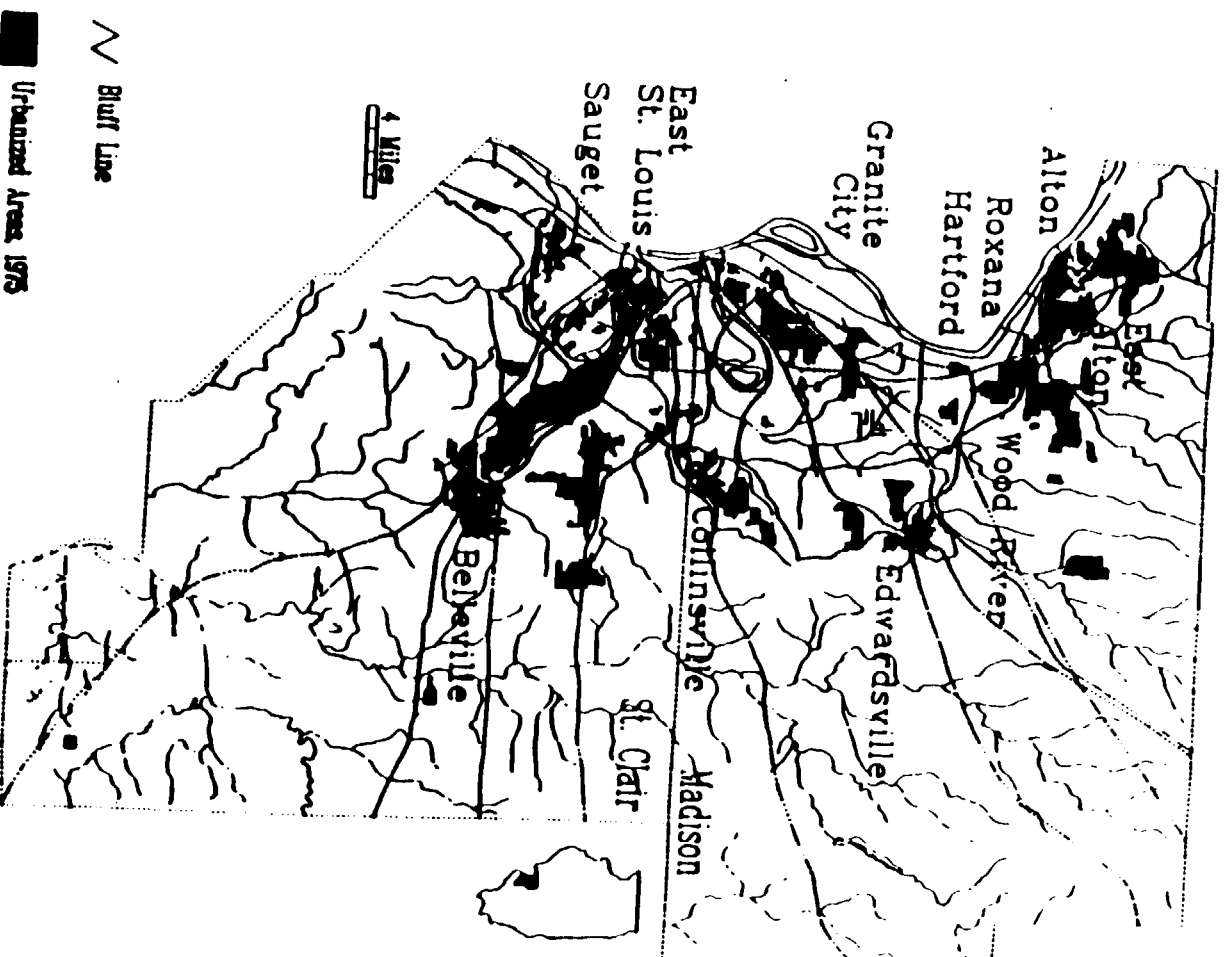 Alton
East
Alton
Roxana
Hartford
Wood River
Granite
City
Edwardsville
East
St. Louis
Sauget
Collinsville
Madison
St. Clair
Belleville
4 Miles
Bluff Line
Urbanized Areas, 1975